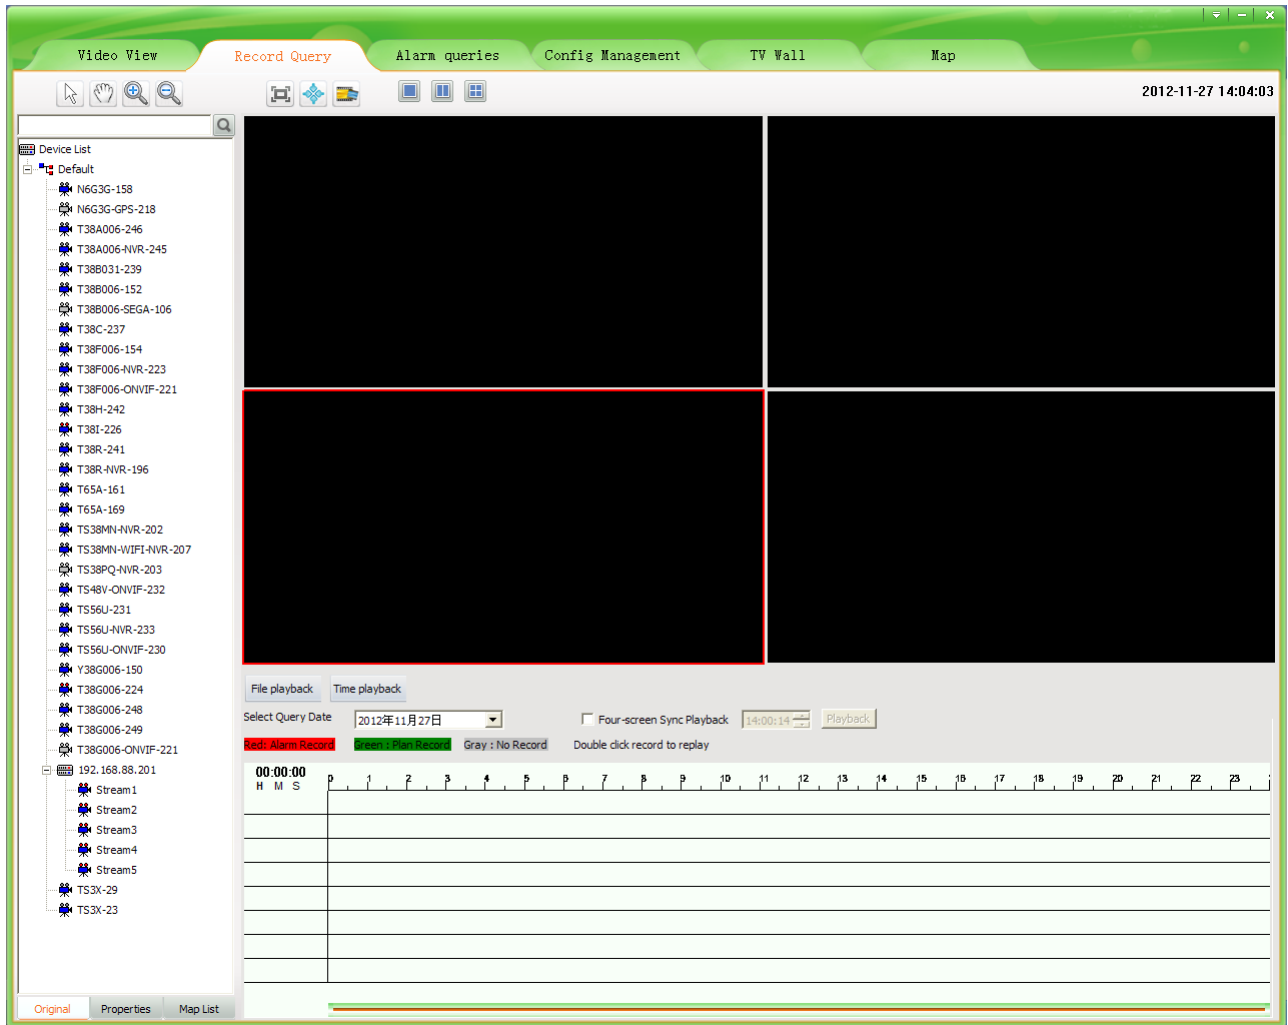 Video View
Record Query
Alarm queries
Config Management
TV Wall
Map
2012-11-27 14:04:03
Device List
Default
N6G3G-158
N6G3G-GPS-218
T38A006-246
T38A006-NVR-245
T38B031-239
T38B006-152
T38B006-SEGA-106
T38C-237
T38F006-154
T38F006-NVR-223
T38F006-ONVIF-221
T38H-242
T38I-226
T38R-241
T38R-NVR-196
T65A-161
T65A-169
TS38MN-NVR-202
TS38MN-WIFI-NVR-207
TS38PQ-NVR-203
TS48V-ONVIF-232
TS56U-231
TS56U-NVR-233
TS56U-ONVIF-230
Y38G006-150
T38G006-224
T38G006-248
T38G006-249
T38G006-ONVIF-221
192.168.88.201
Stream1
Stream2
Stream3
Stream4
Stream5
TS3X-29
TS3X-23
Original Properties Map List
File playback Time playback
Select Query Date 2012年11月27日 Four-screen Sync Playback 14:00:14 Playback
Red: Alarm Record Green : Plan Record Gray : No Record Double click record to replay
00:00:00 0 1 2 3 4 5 6 7 8 9 10 11 12 13 14 15 16 17 18 19 20 21 22 23
H M S